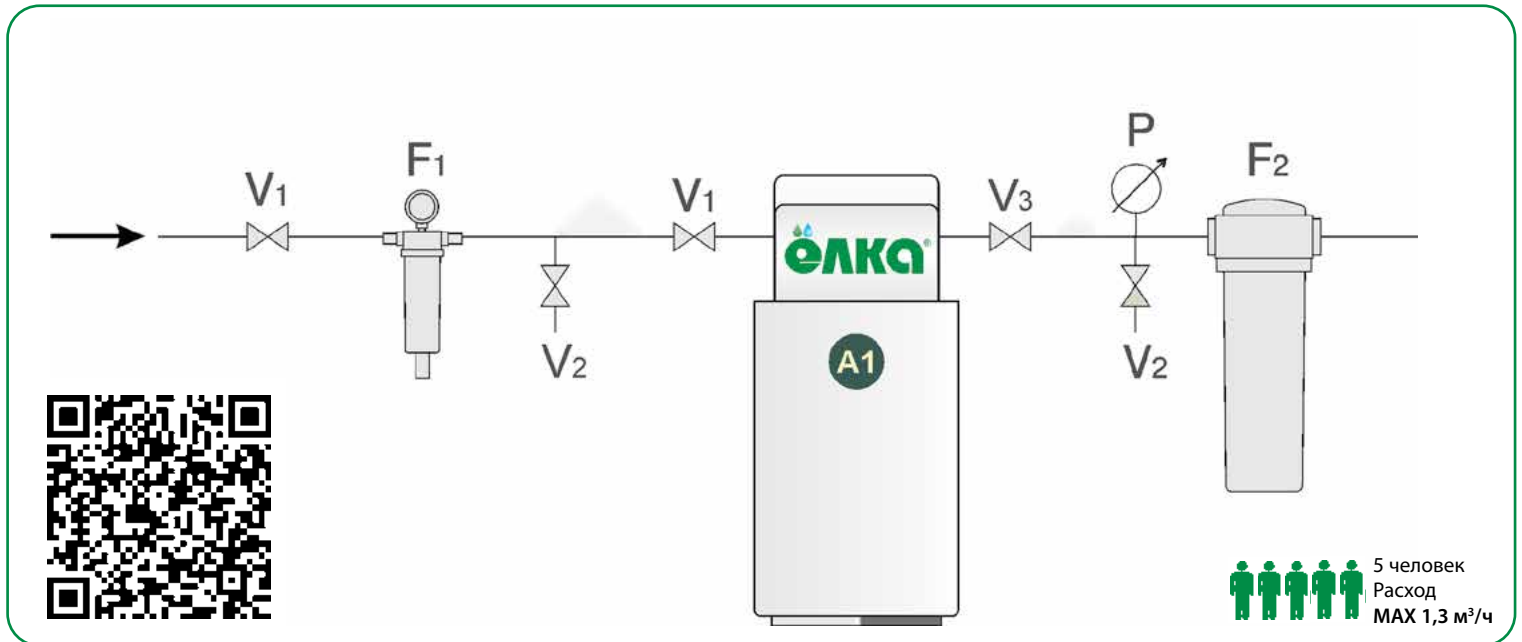 V1
F1
V1
V3
P
F2
ёлка®
V2
A1
V2
5 человек
Расход
MAX 1,3 м³/ч